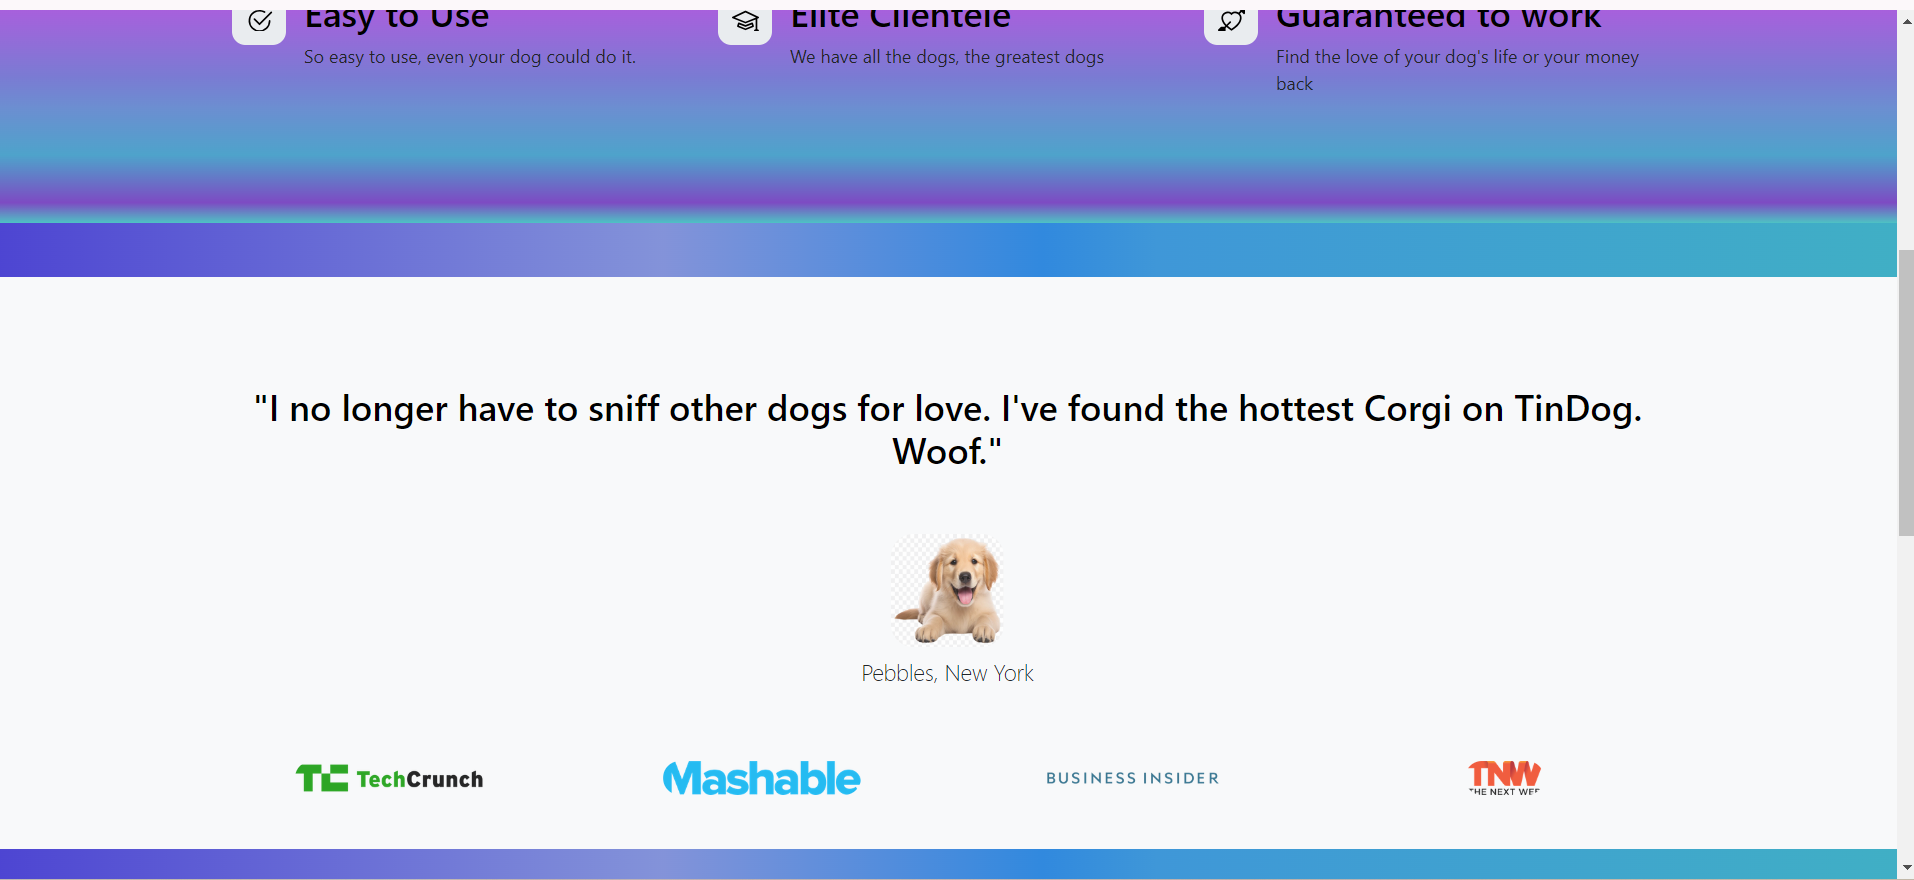 Easy to Use
So easy to use, even your dog could do it.
Elite Clientele
We have all the dogs, the greatest dogs
Guaranteed to work
Find the love of your dog's life or your money
back
"I no longer have to sniff other dogs for love. I've found the hottest Corgi on TinDog.
Woof."
Pebbles, New York
TC TechCrunch
Mashable
BUSINESS INSIDER
TNW
THE NEXT WEB